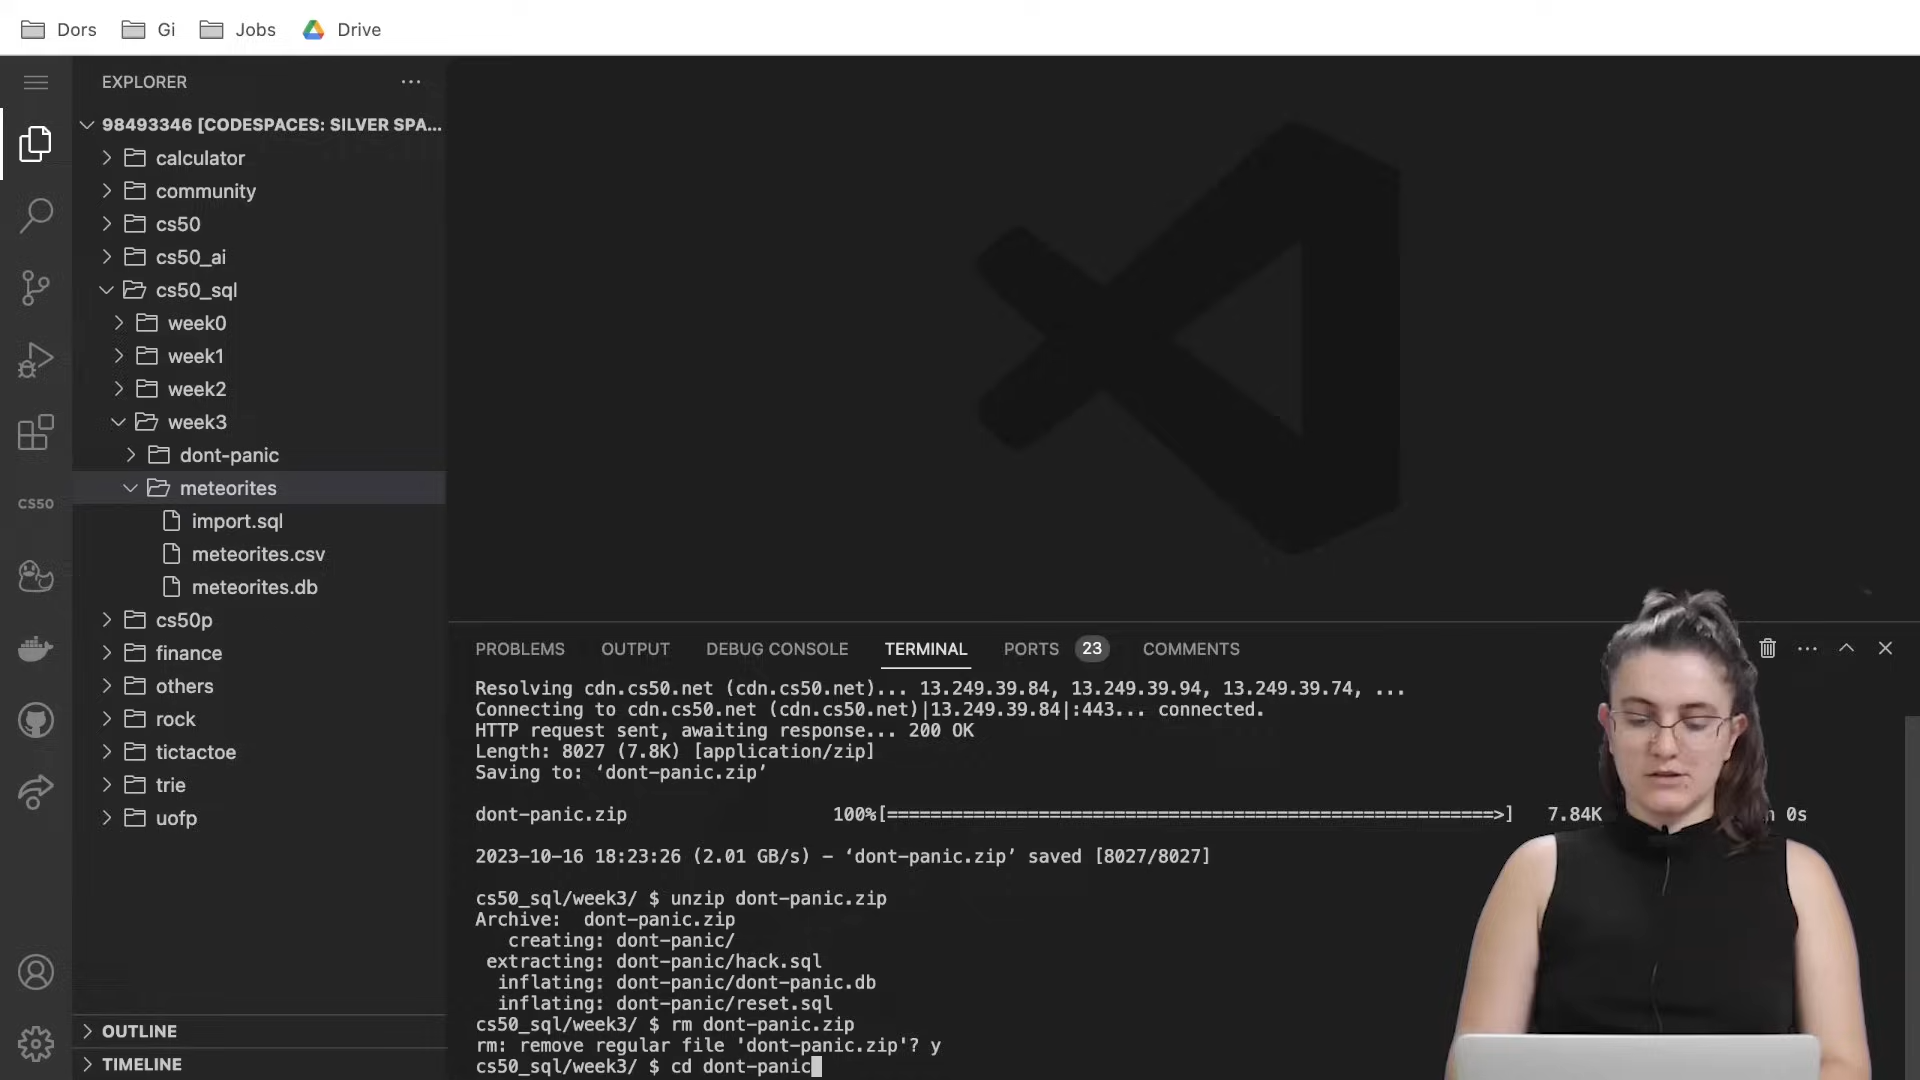 Dors
Gi
Jobs
Drive
EXPLORER
98493346 [CODESPACES: SILVER SPA...
calculator
community
cs50
cs50_ai
cs50_sql
week0
week1
week2
week3
dont-panic
meteorites
import.sql
meteorites.csv
meteorites.db
cs50p
finance
others
rock
tictactoe
trie
uofp
OUTLINE
TIMELINE
CS50
PROBLEMS OUTPUT DEBUG CONSOLE TERMINAL PORTS 23 COMMENTS
Resolving cdn.cs50.net (cdn.cs50.net)... 13.249.39.84, 13.249.39.94, 13.249.39.74, ...
Connecting to cdn.cs50.net (cdn.cs50.net)|13.249.39.84|:443... connected.
HTTP request sent, awaiting response... 200 OK
Length: 8027 (7.8K) [application/zip]
Saving to: ‘dont-panic.zip’
dont-panic.zip 100%[========================================================>] 7.84K 0s
2023-10-16 18:23:26 (2.01 GB/s) - ‘dont-panic.zip’ saved [8027/8027]
cs50_sql/week3/ $ unzip dont-panic.zip
Archive: dont-panic.zip
creating: dont-panic/
extracting: dont-panic/hack.sql
inflating: dont-panic/dont-panic.db
inflating: dont-panic/reset.sql
cs50_sql/week3/ $ rm dont-panic.zip
rm: remove regular file 'dont-panic.zip'? y
cs50_sql/week3/ $ cd dont-panic